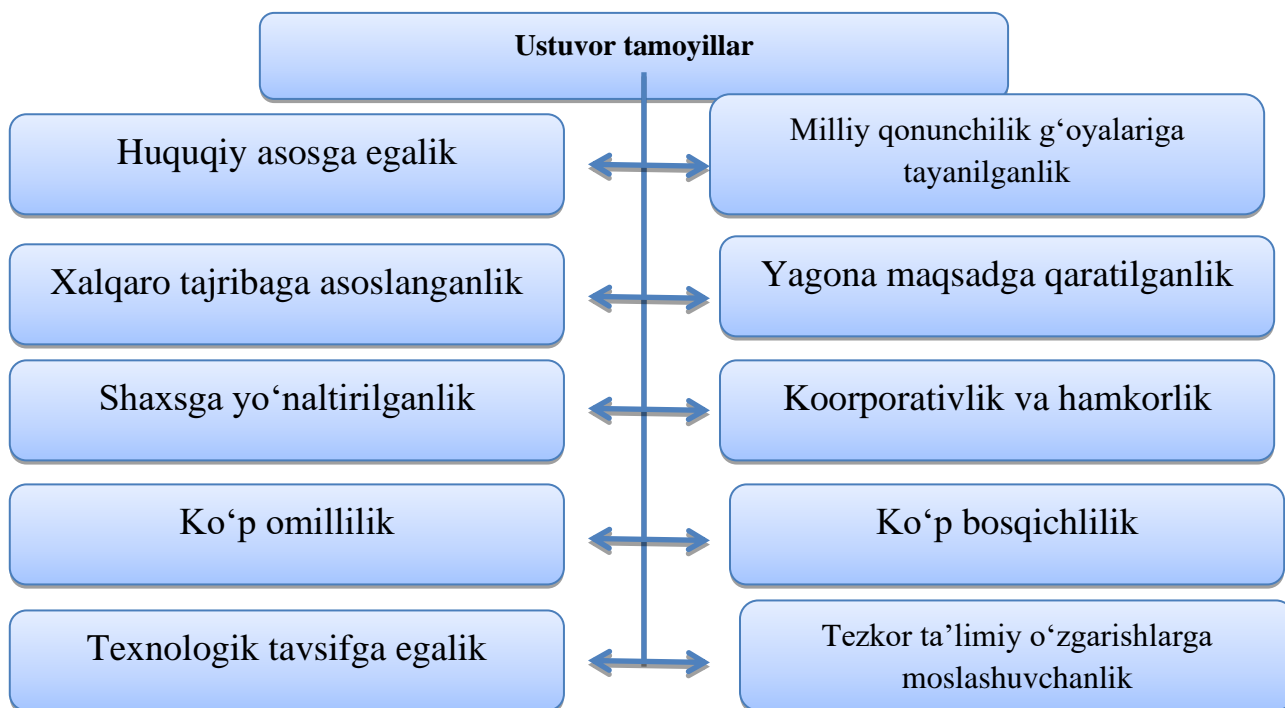 Ustuvor tamoyillar
Huquqiy asosga egalik
Milliy qonunchilik g‘oyalariga
tayanilganlik
Xalqaro tajribaga asoslanganlik
Yagona maqsadga qaratilganlik
Shaxsga yo‘naltirilganlik
Koorporativlik va hamkorlik
Ko‘p omillilik
Ko‘p bosqichlilik
Texnologik tavsifga egalik
Tezkor ta’limiy o‘zgarishlarga
moslashuvchanlik